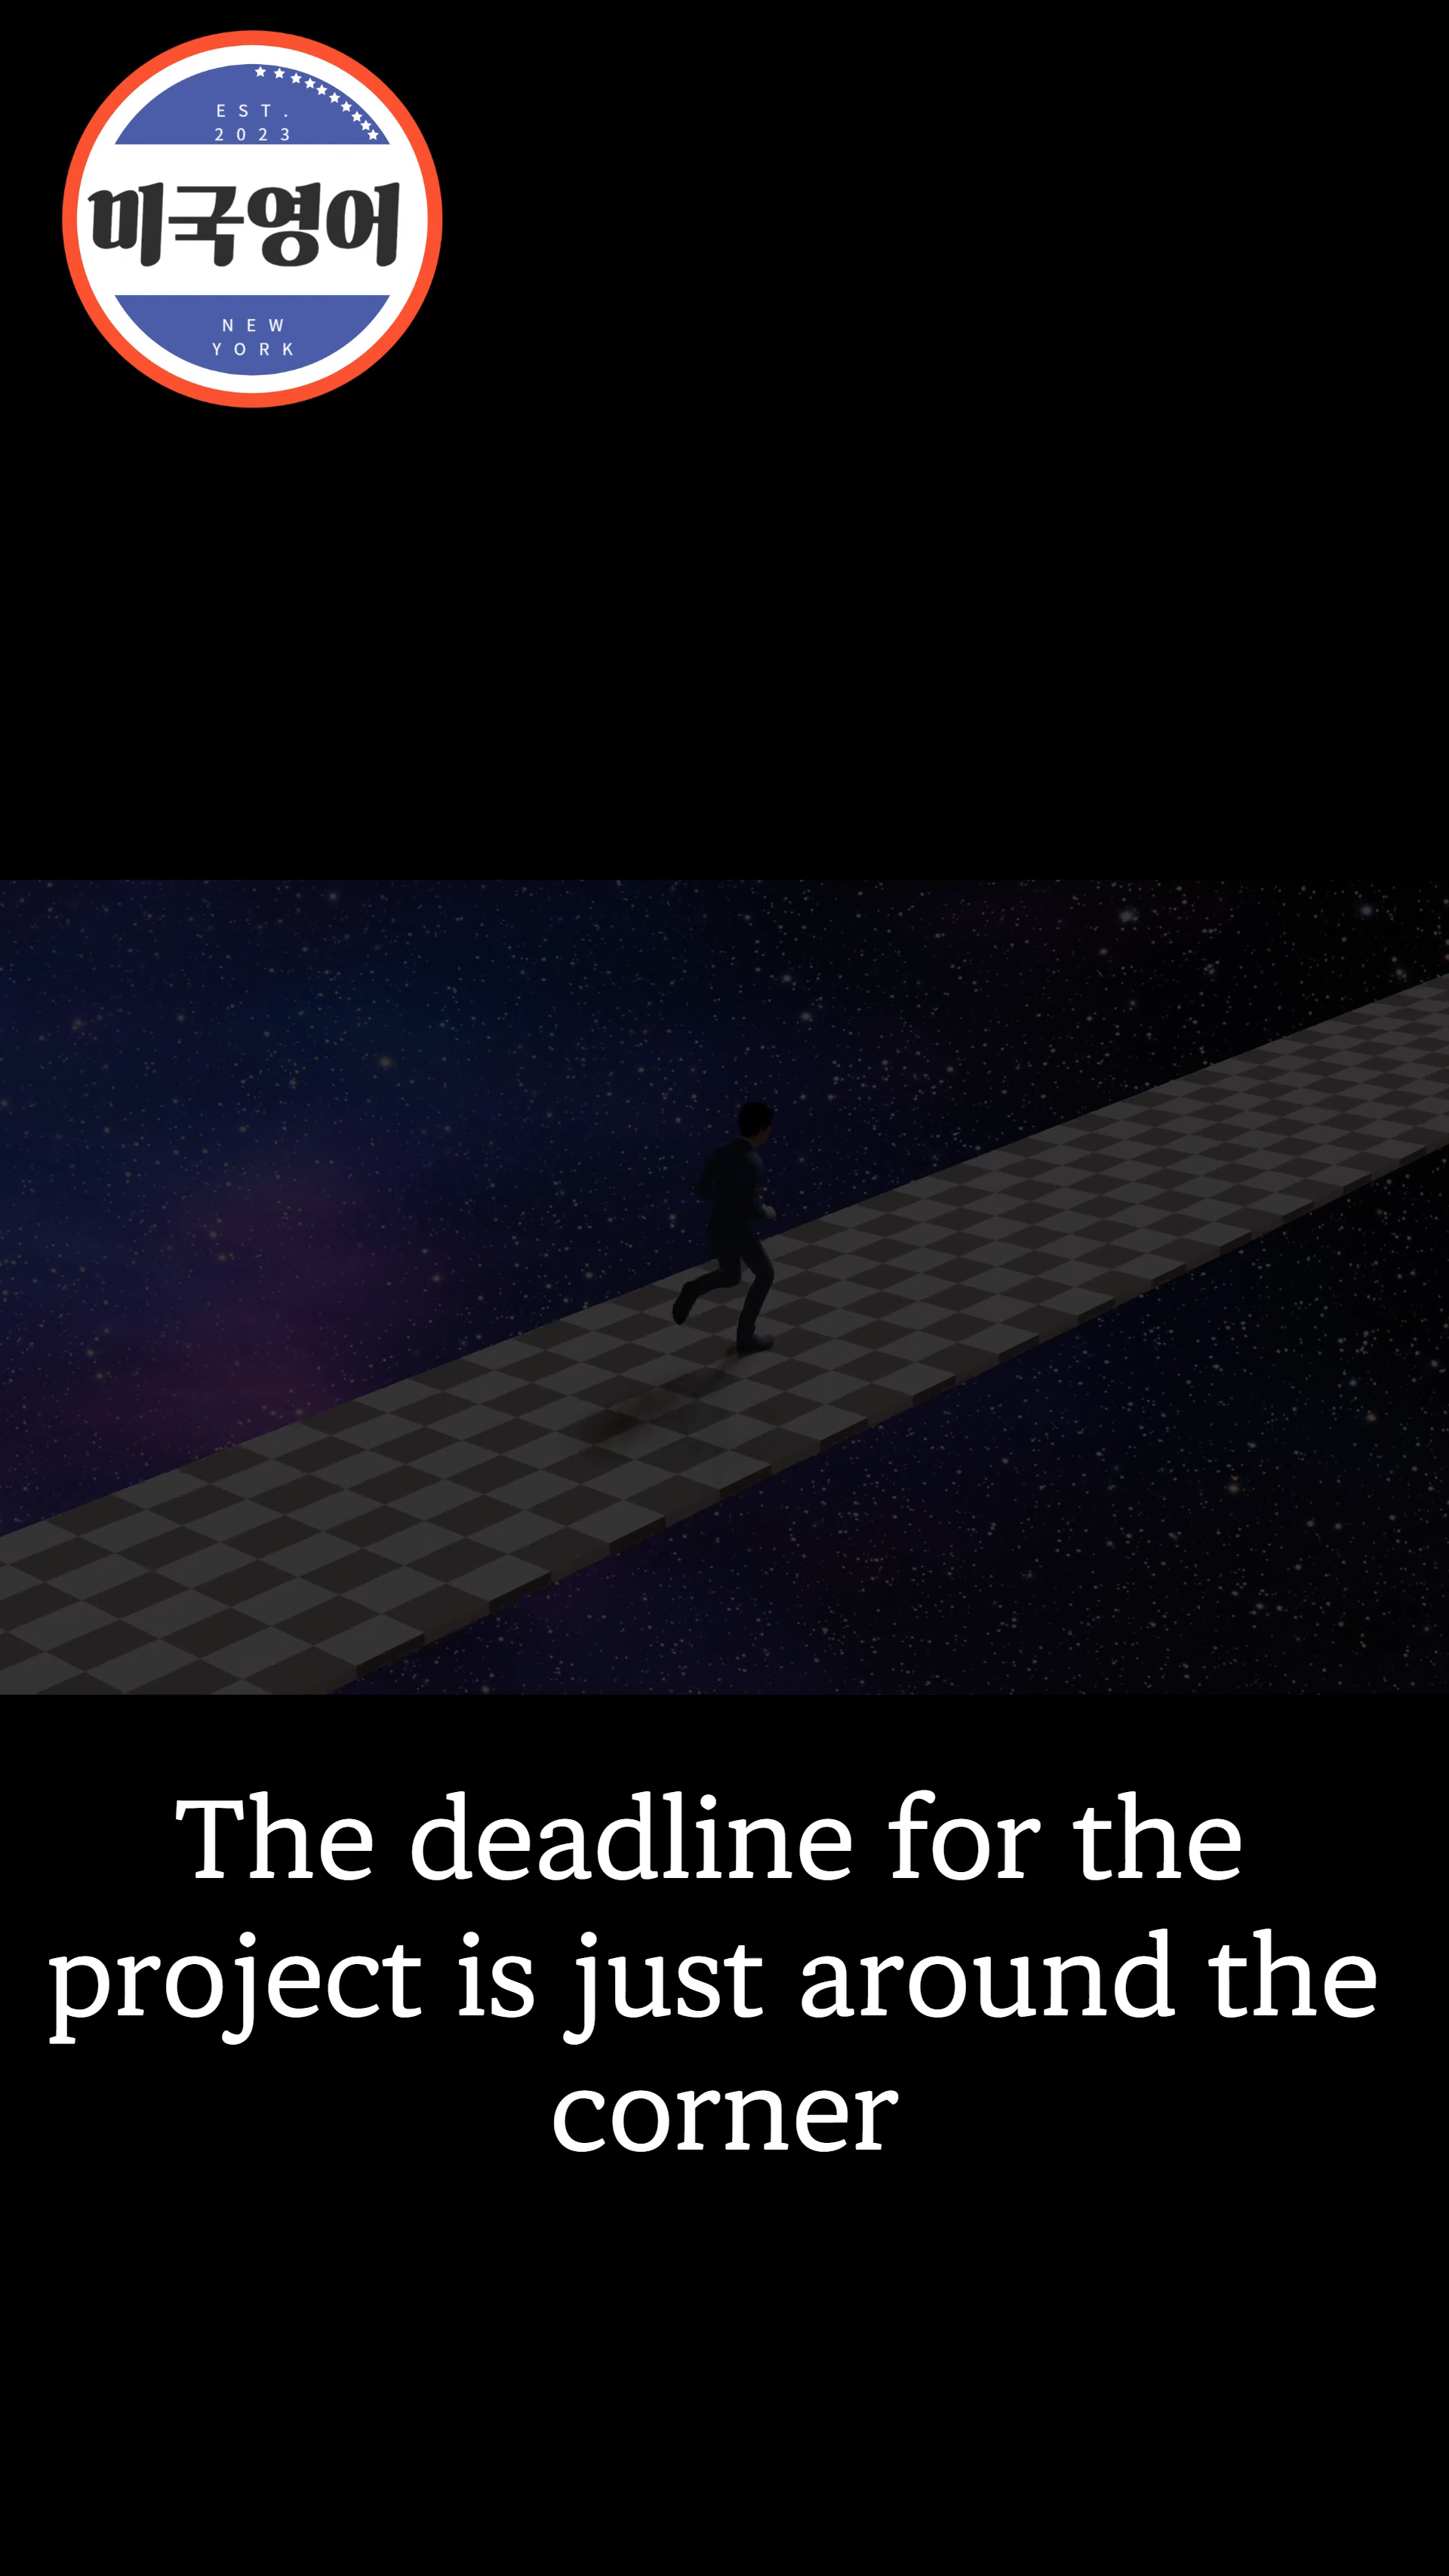 EST.
2023
미국영어
NEW
YORK
The deadline for the
project is just around the
corner